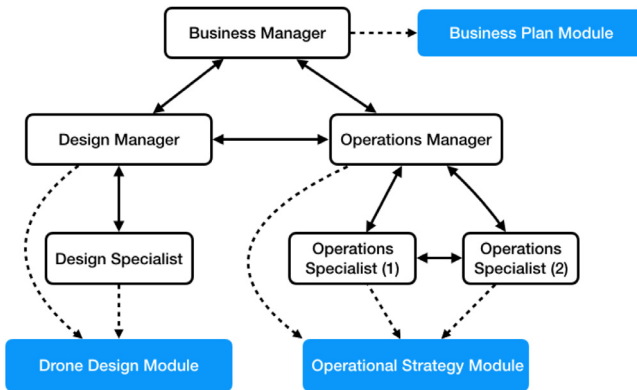 Business Manager
Business Plan Module
Design Manager
Operations Manager
Design Specialist
Operations
Specialist (1)
Operations
Specialist (2)
Drone Design Module
Operational Strategy Module